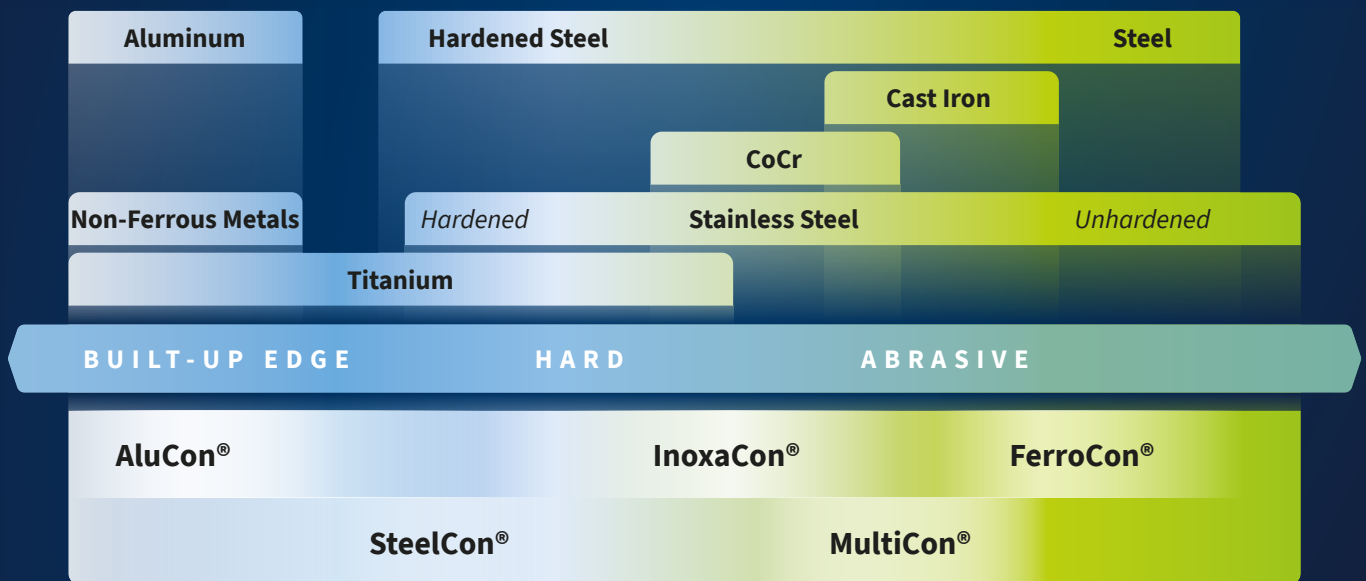 Aluminum
Hardened Steel
Steel
Cast Iron
CoCr
Non-Ferrous Metals
Hardened
Stainless Steel
Unhardened
Titanium
BUILT-UP EDGE
HARD
ABRASIVE
AluCon®
InoxaCon®
FerroCon®
SteelCon®
MultiCon®